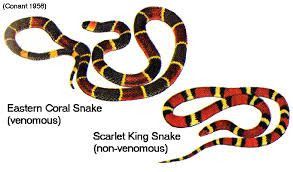 (Conant 1958)
Eastern Coral Snake
(venomous)
Scarlet King Snake
(non-venomous)